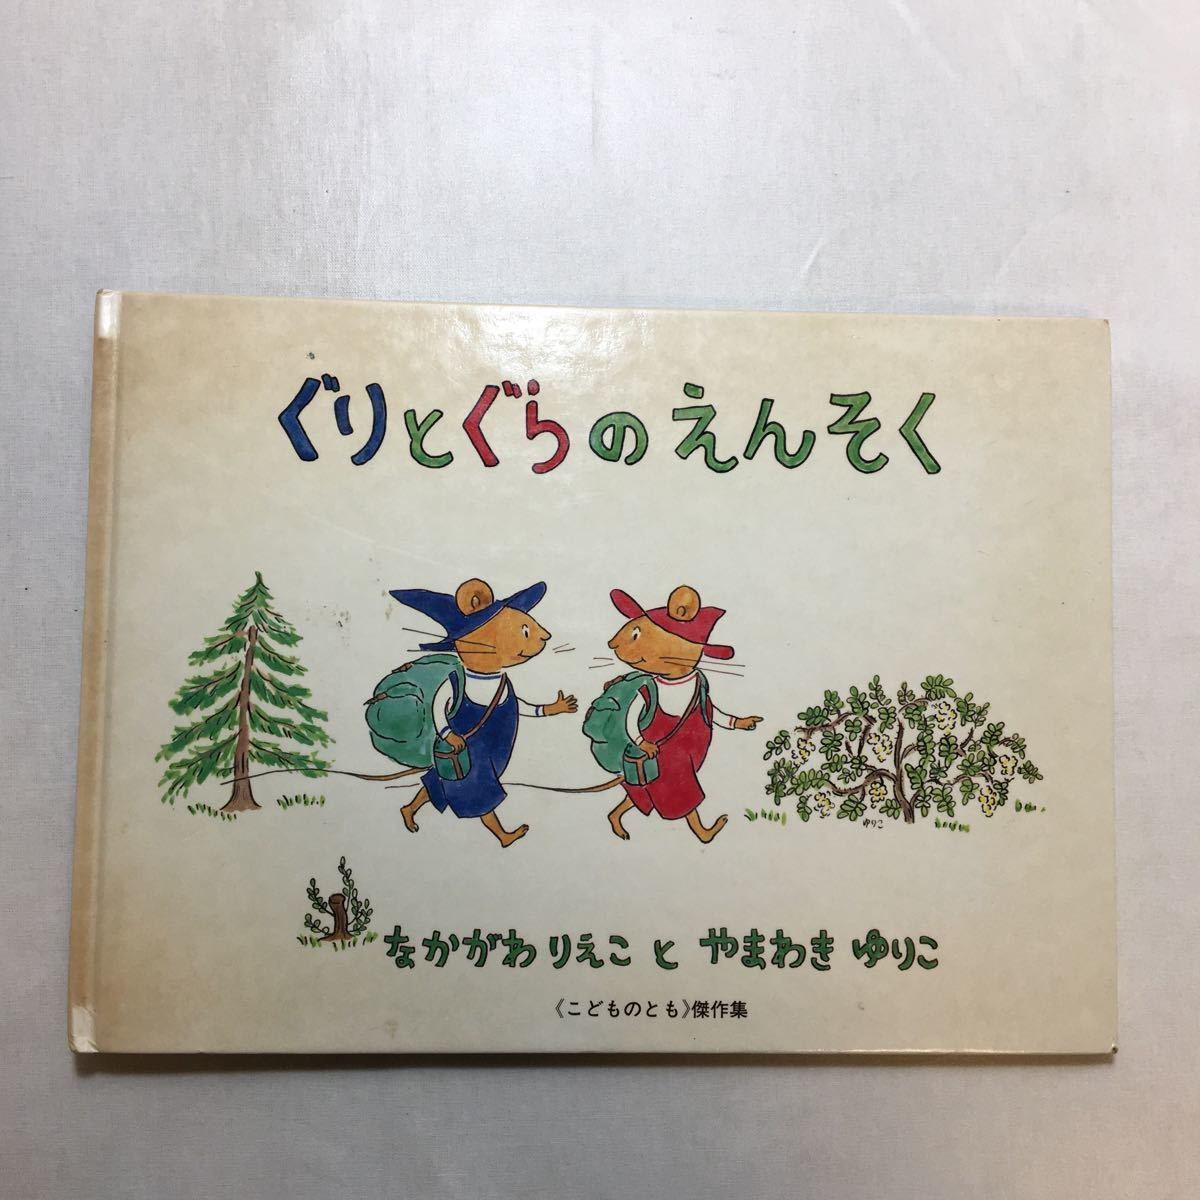 ぐりとぐらのえんそく
ゆりこ
なかがわ りえこ と やまわき ゆりこ
《こどものとも》傑作集